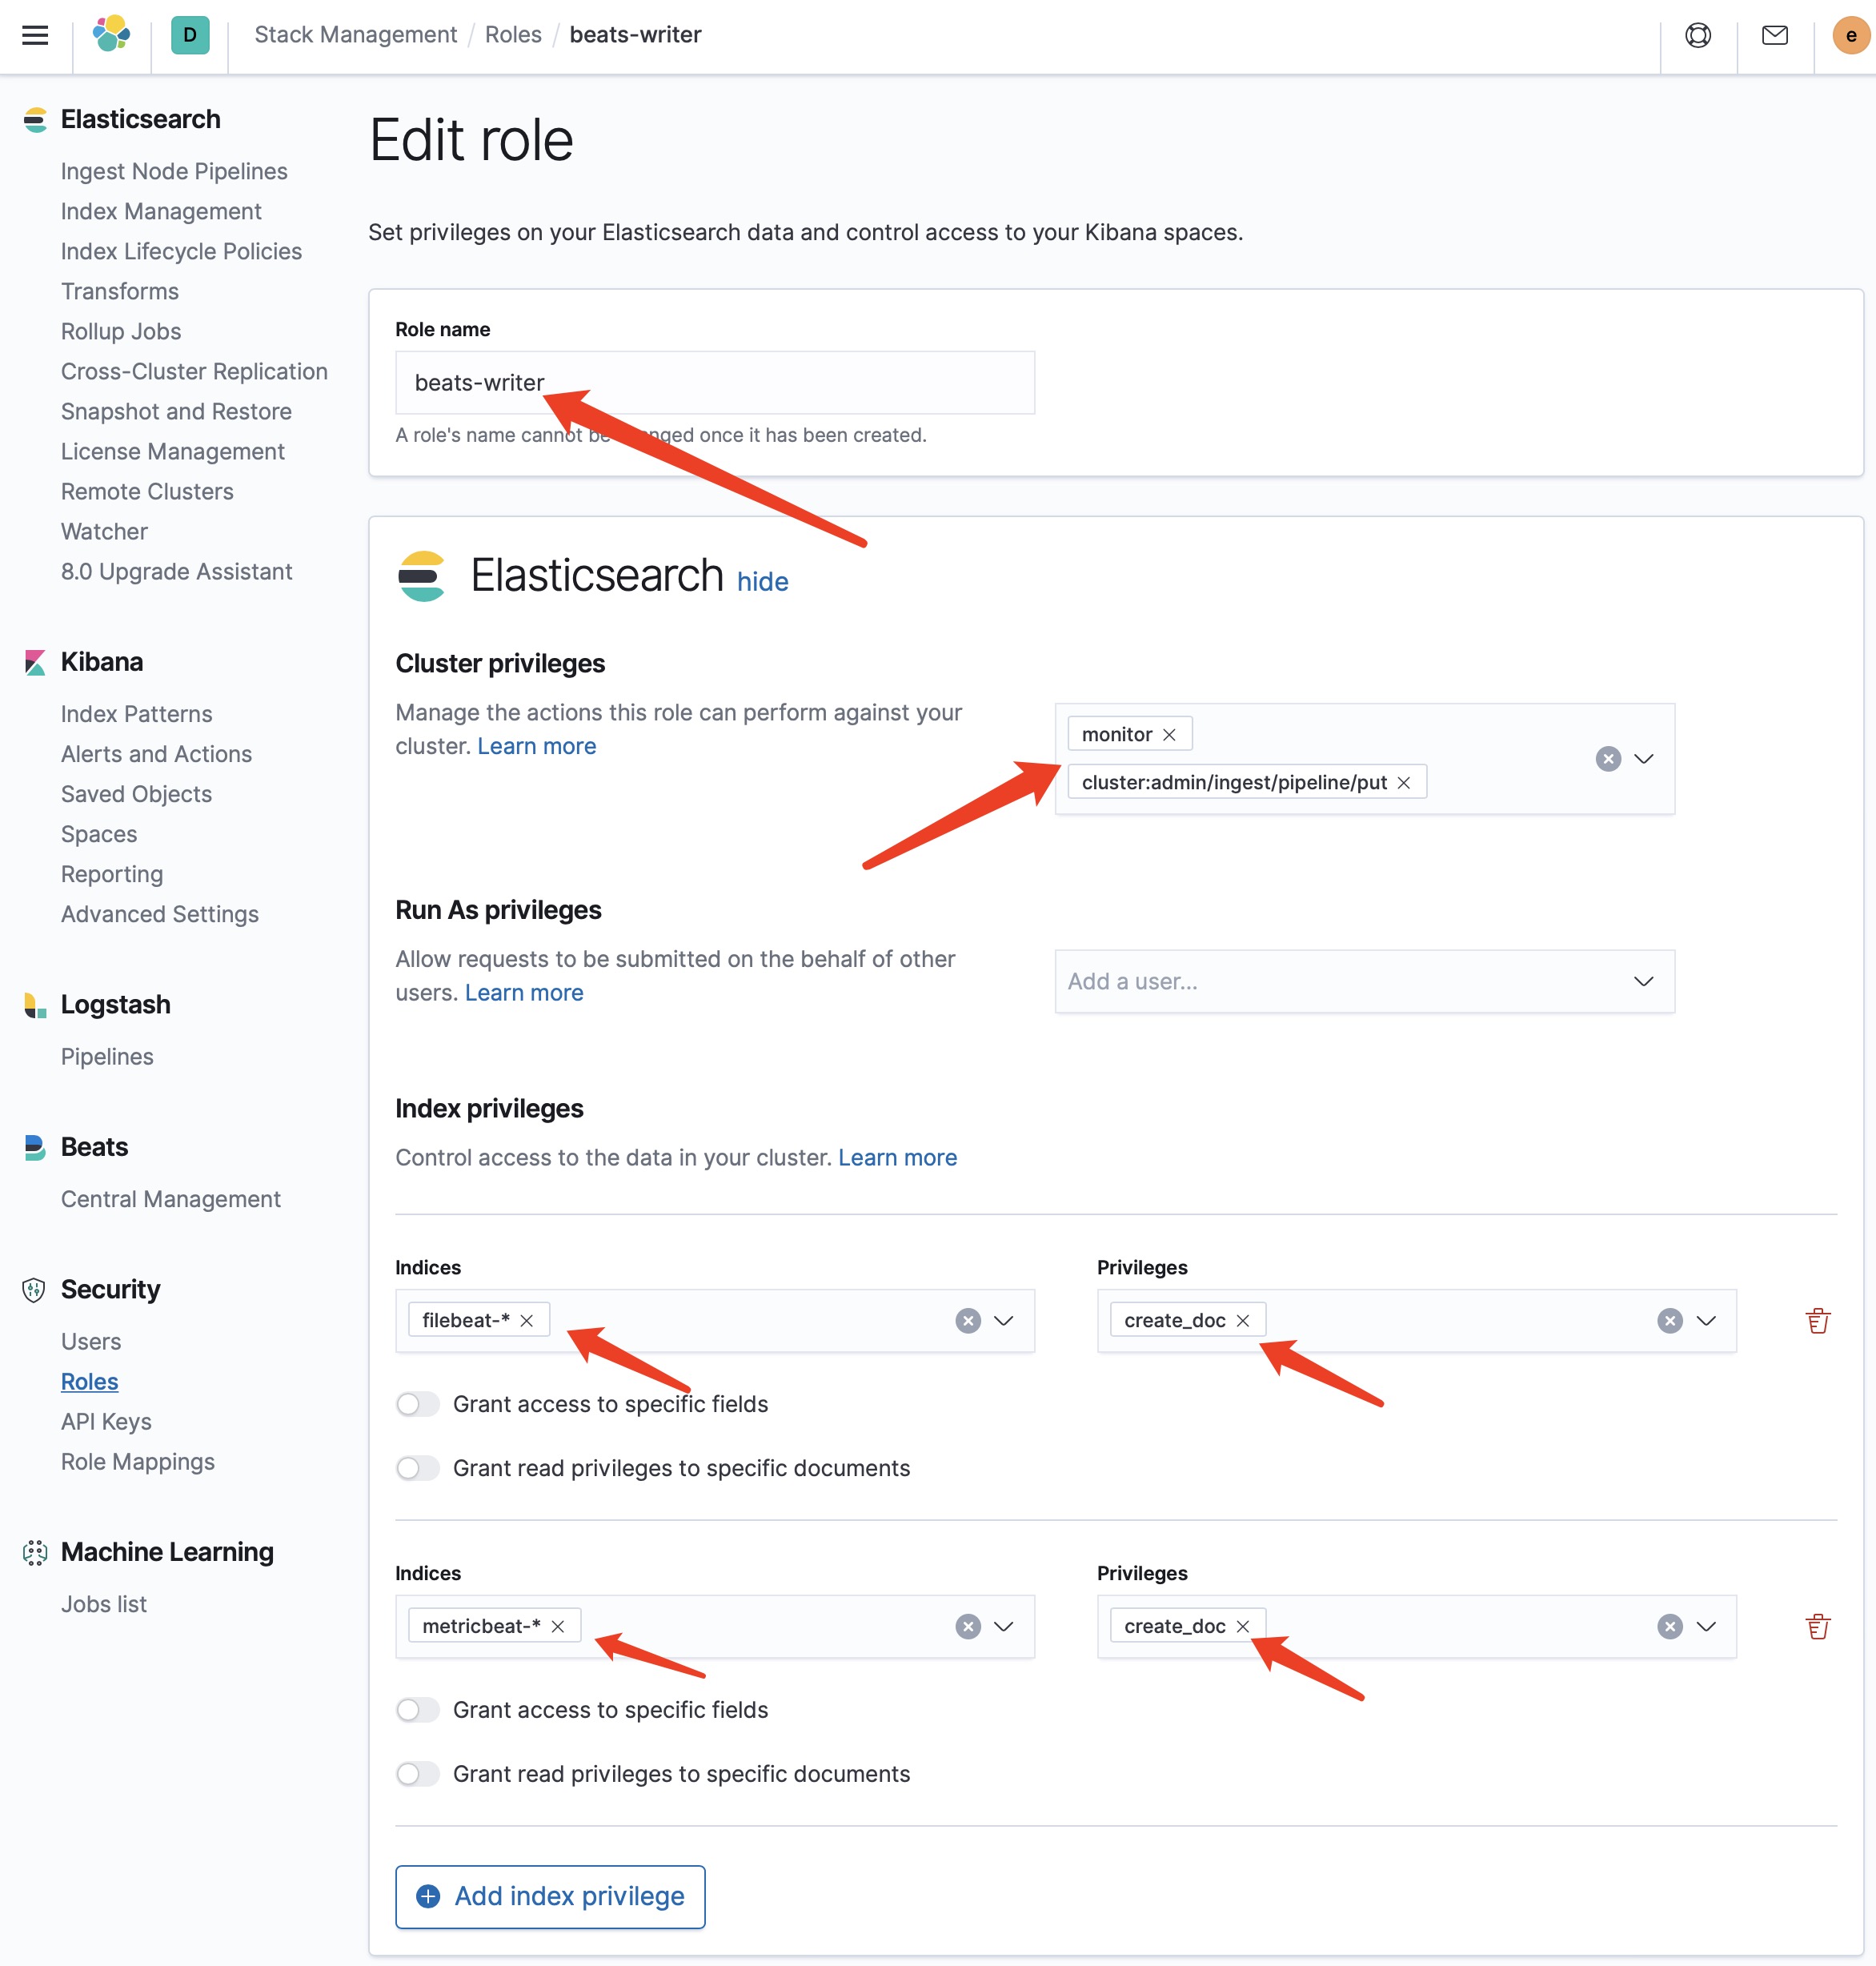 D Stack Management / Roles / beats-writer e
Elasticsearch
Ingest Node Pipelines
Index Management
Index Lifecycle Policies
Transforms
Rollup Jobs
Cross-Cluster Replication
Snapshot and Restore
License Management
Remote Clusters
Watcher
8.0 Upgrade Assistant
Kibana
Index Patterns
Alerts and Actions
Saved Objects
Spaces
Reporting
Advanced Settings
Logstash
Pipelines
Beats
Central Management
Security
Users
Roles
API Keys
Role Mappings
Machine Learning
Jobs list
Edit role
Set privileges on your Elasticsearch data and control access to your Kibana spaces.
Role name
beats-writer
A role's name cannot be nged once it has been created.
Elasticsearch hide
Cluster privileges
Manage the actions this role can perform against your
cluster. Learn more
monitor
cluster:admin/ingest/pipeline/put
Run As privileges
Allow requests to be submitted on the behalf of other
users. Learn more
Add a user...
Index privileges
Control access to the data in your cluster. Learn more
Indices
filebeat-*
Privileges
create_doc
Grant access to specific fields
Grant read privileges to specific documents
Indices
metricbeat-*
Privileges
create_doc
Grant access to specific fields
Grant read privileges to specific documents
Add index privilege